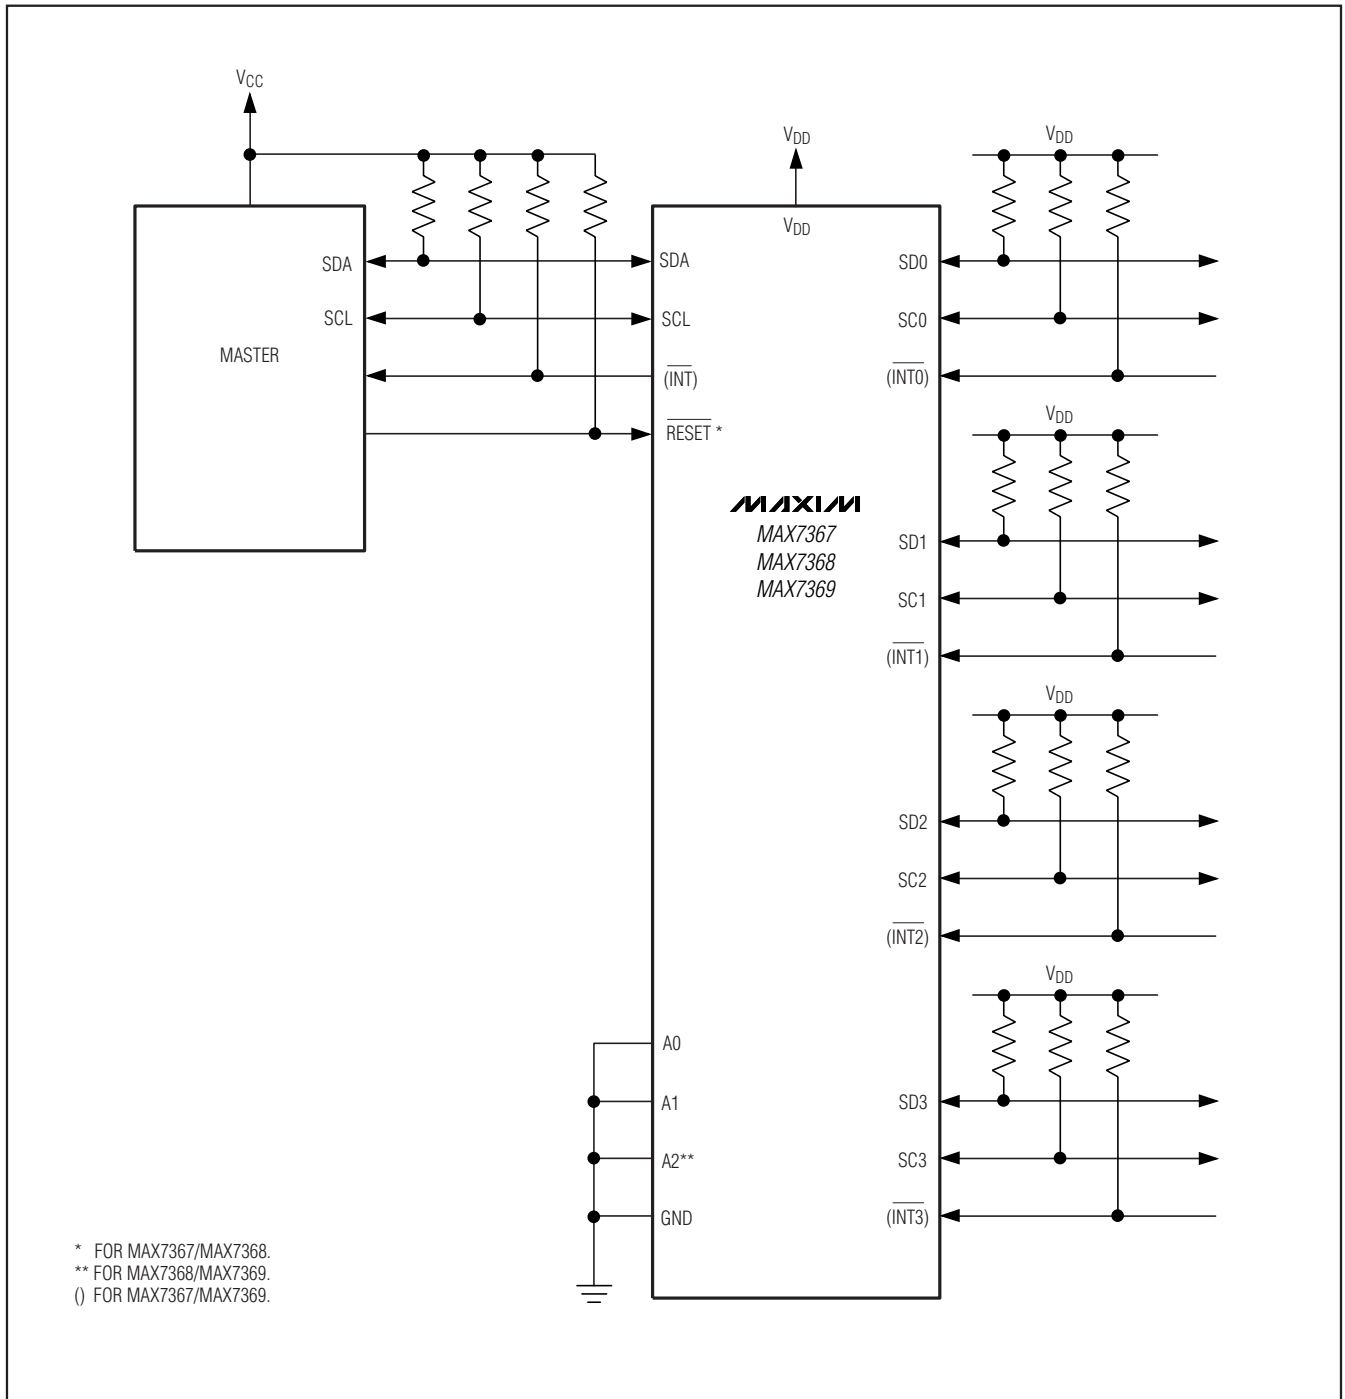 VCC
VDD
VDD
VDD
SDA
SDA
SD0
SCL
SCL
SC0
MASTER
(INT)
(INT0)
RESET *
VDD
MAXIM
MAX7367
MAX7368
MAX7369
SD1
SC1
(INT1)
VDD
SD2
SC2
(INT2)
VDD
A0
A1
SD3
A2**
SC3
GND
(INT3)
* FOR MAX7367/MAX7368.
** FOR MAX7368/MAX7369.
() FOR MAX7367/MAX7369.